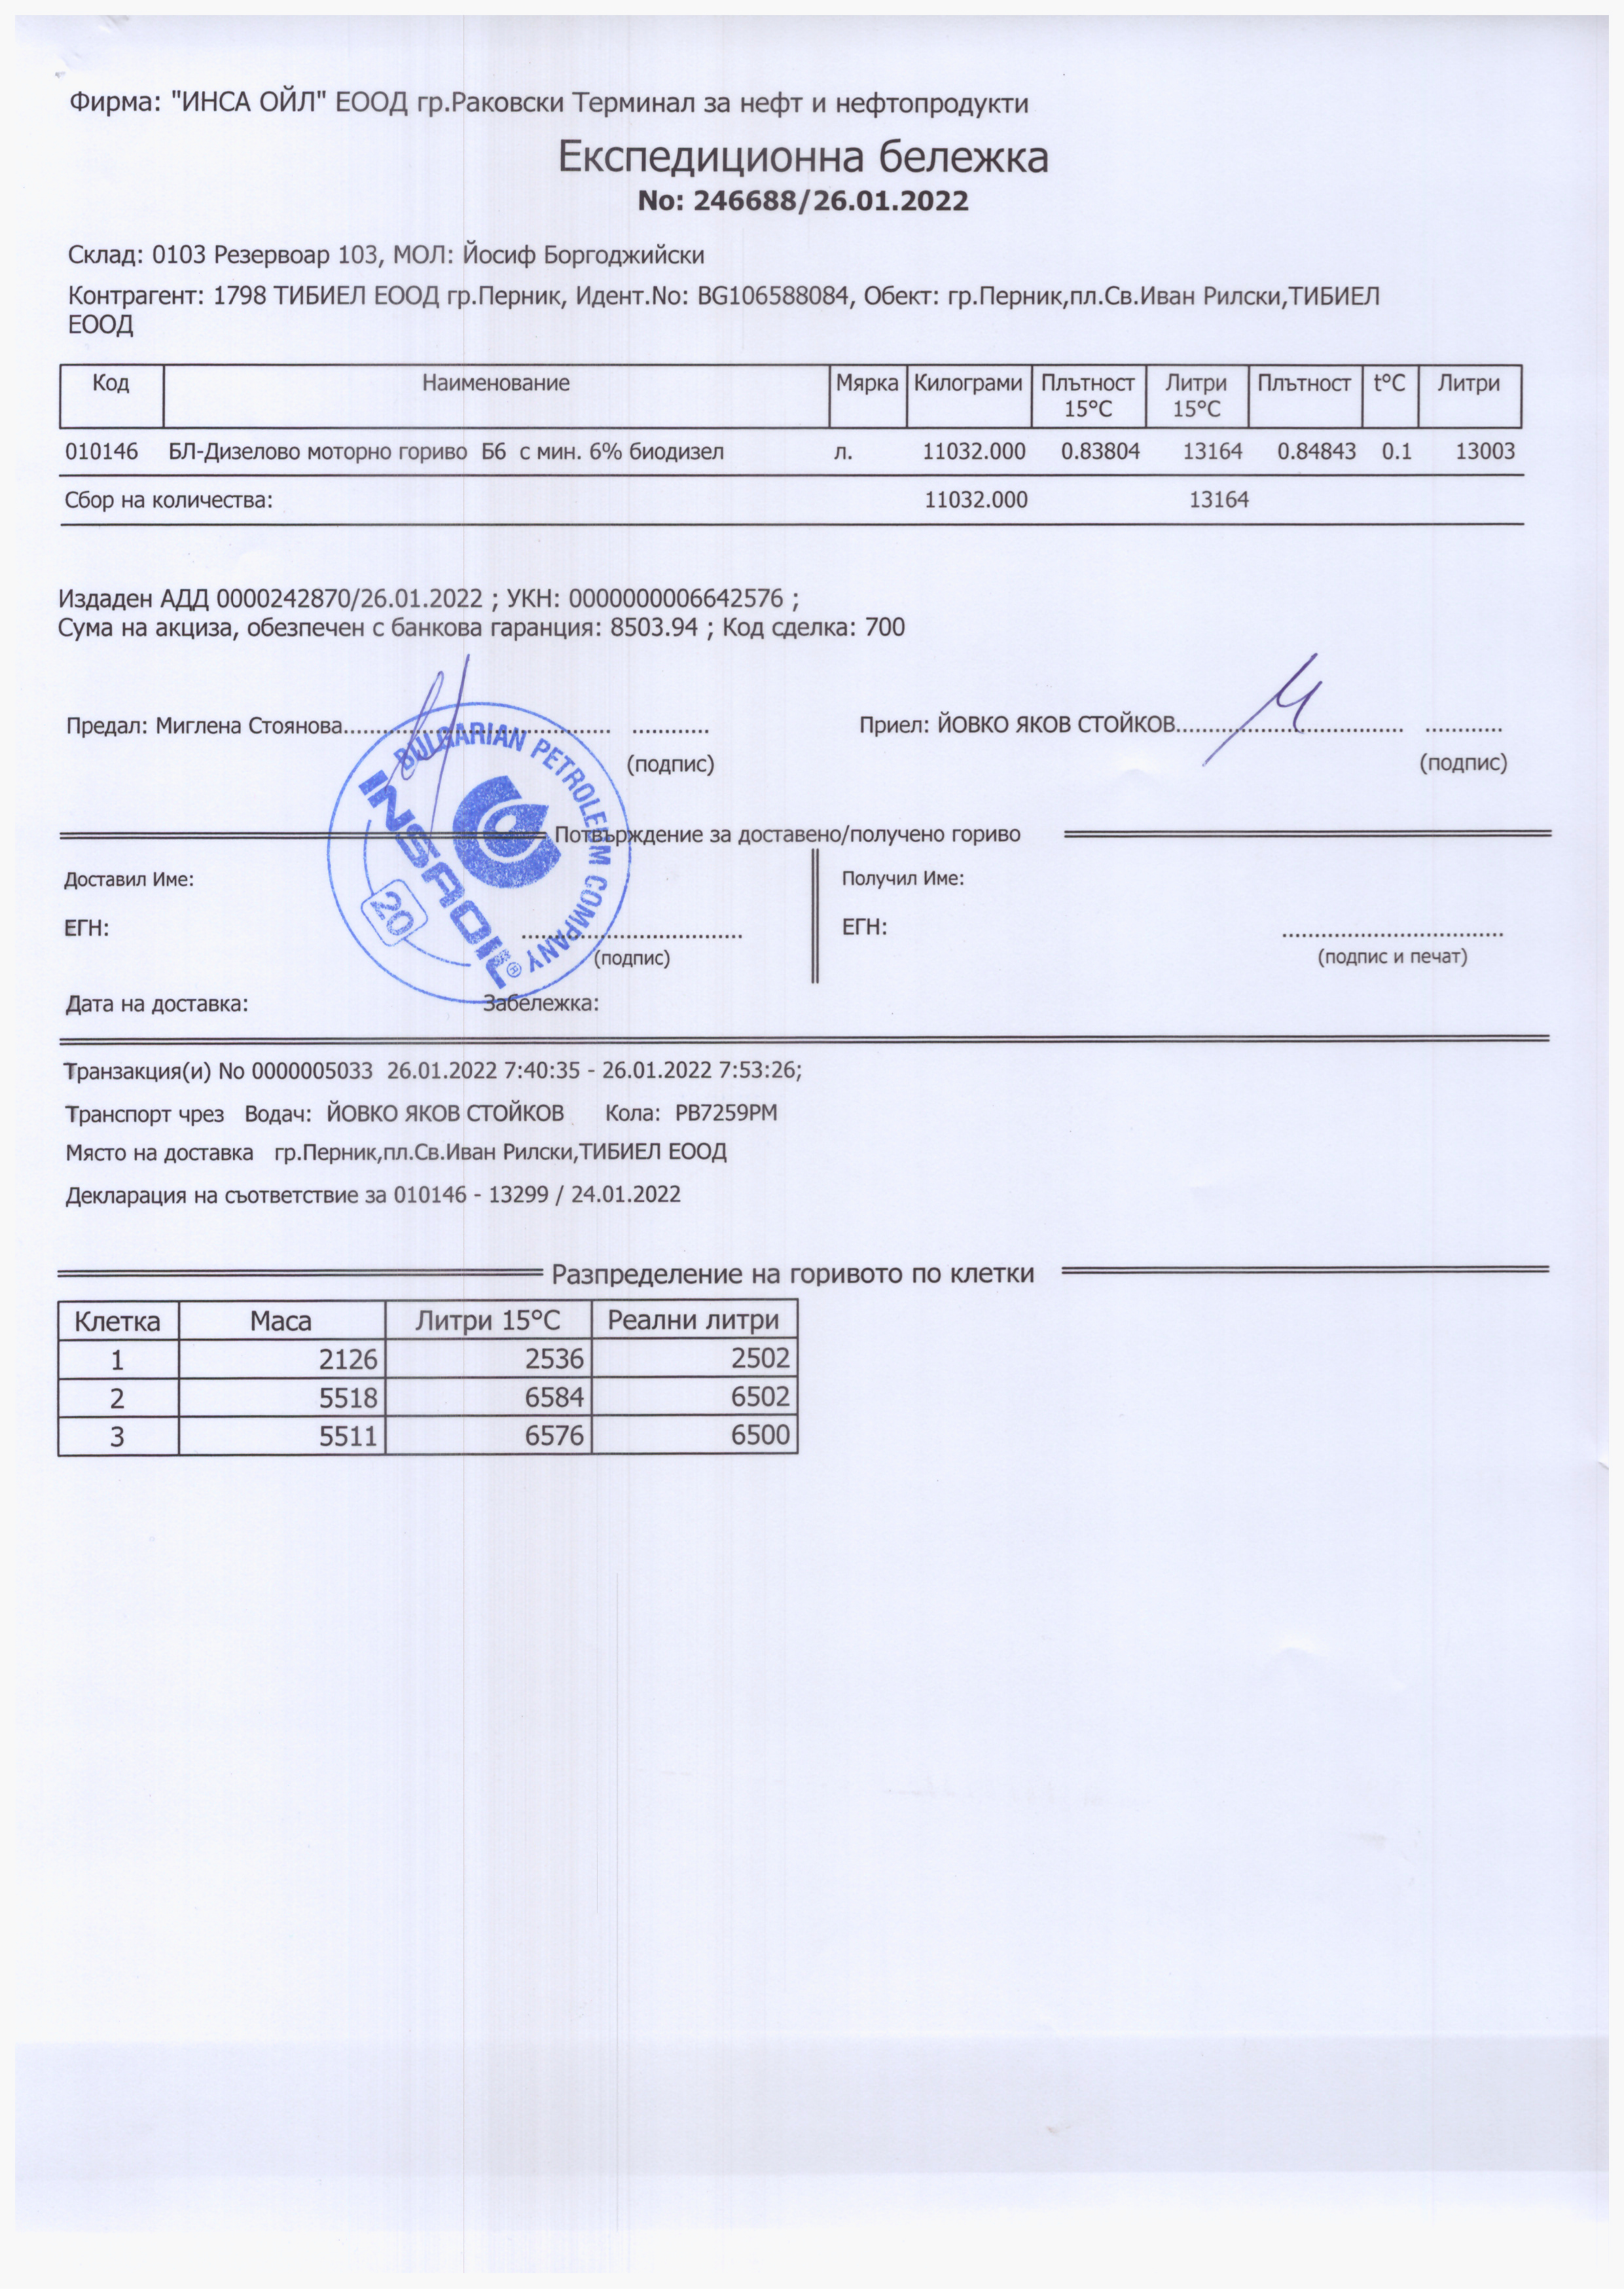 Фирма: "ИНСА ОЙЛ" ЕООД гр.Раковски Терминал за нефт и нефтопродукти
Експедиционна бележка
No: 246688/26.01.2022
Склад: 0103 Резервоар 103, МОЛ: Йосиф Боргоджийски
Контрагент: 1798 ТИБИЕЛ ЕООД гр.Перник, Идент.No: BG106588084, Обект: гр.Перник,пл.Св.Иван Рилски,ТИБИЕЛ
ЕООД
Код Наименование Мярка Килограми Плътност 15°C Литри 15°C Плътност t°C Литри
010146 БЛ-Дизелово моторно гориво Б6 с мин. 6% биодизел л. 11032.000 0.83804 13164 0.84843 0.1 13003
Сбор на количества: 11032.000 13164
Издаден АДД 0000242870/26.01.2022 ; УКН: 0000000006642576 ;
Сума на акциза, обезпечен с банкова гаранция: 8503.94 ; Код сделка: 700
Предал: Миглена Стоянова........................................ ............ Приел: ЙОВКО ЯКОВ СТОЙКОВ.................................... ............
(подпис) (подпис)
BULGARIAN PETROLEUM COMPANY
INSAOIL®
20
Потвърждение за доставено/получено гориво
Доставил Име: Получил Име:
ЕГН: .................................. ЕГН: ..................................
(подпис) (подпис и печат)
Дата на доставка: Забележка:
Транзакция(и) No 0000005033 26.01.2022 7:40:35 - 26.01.2022 7:53:26;
Транспорт чрез Водач: ЙОВКО ЯКОВ СТОЙКОВ Кола: РВ7259РМ
Място на доставка гр.Перник,пл.Св.Иван Рилски,ТИБИЕЛ ЕООД
Декларация на съответствие за 010146 - 13299 / 24.01.2022
Разпределение на горивото по клетки
Клетка Маса Литри 15°C Реални литри
1 2126 2536 2502
2 5518 6584 6502
3 5511 6576 6500